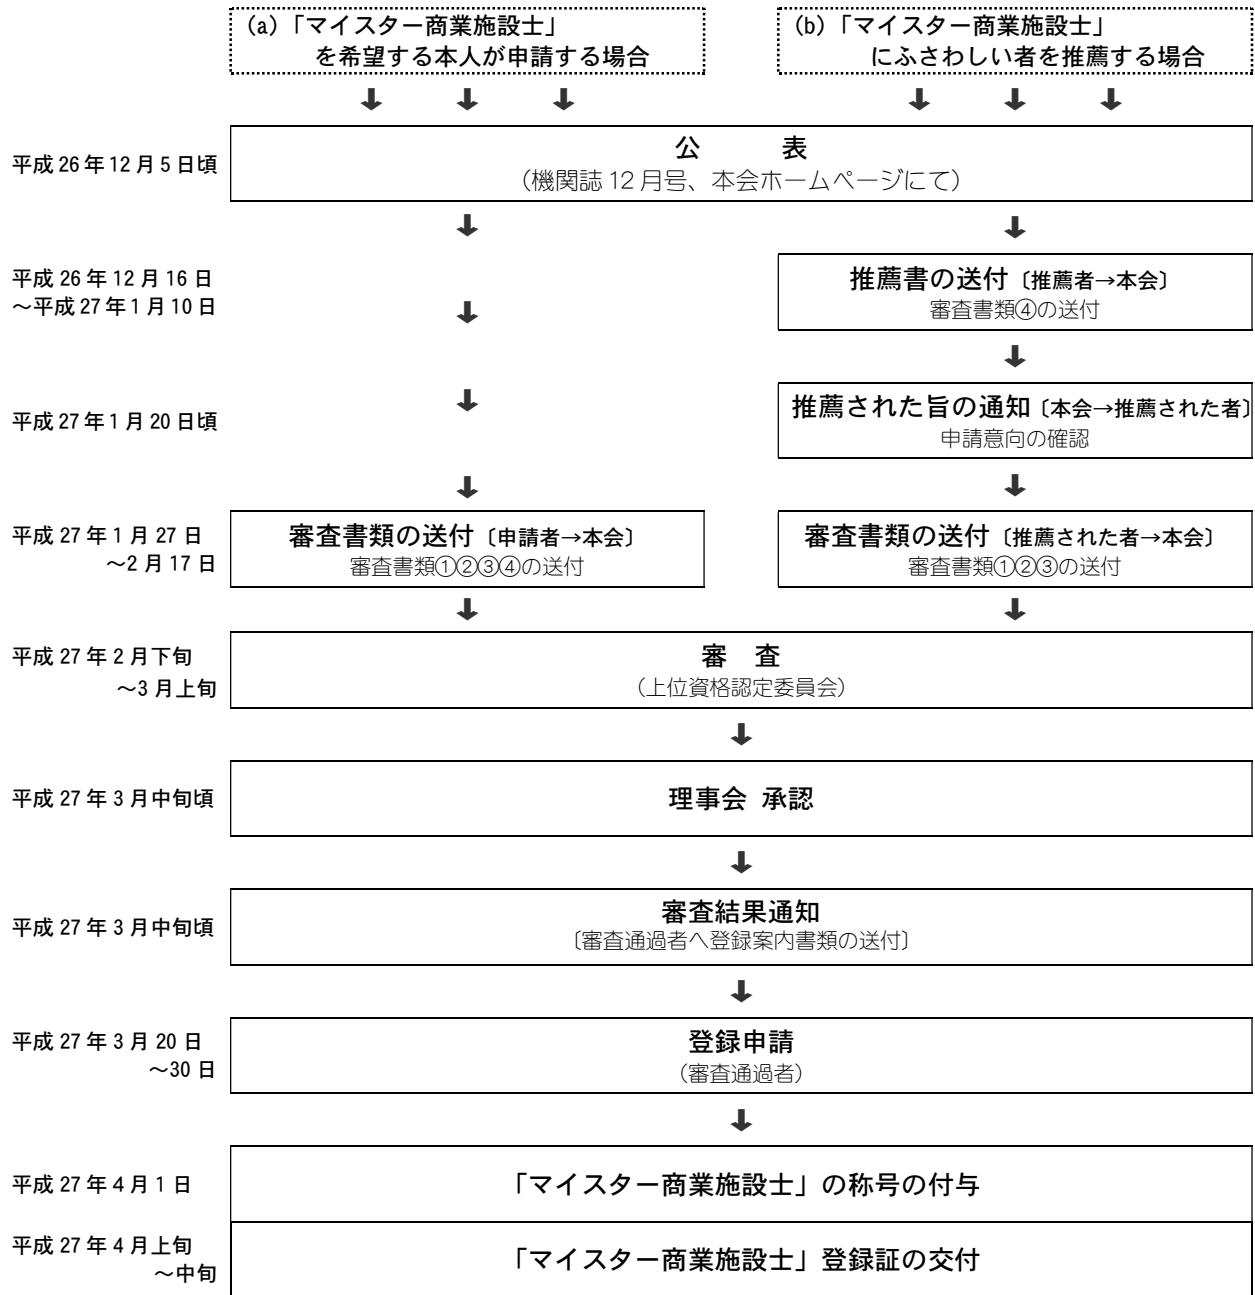 (a)「マイスター商業施設士」
を希望する本人が申請する場合
(b)「マイスター商業施設士」
にふさわしい者を推薦する場合
平成26年12月5日頃
公　表
（機関誌12月号、本会ホームページにて）
平成26年12月16日
～平成27年1月10日
推薦書の送付〔推薦者→本会〕
審査書類④の送付
平成27年1月20日頃
推薦された旨の通知〔本会→推薦された者〕
申請意向の確認
平成27年1月27日
～2月17日
審査書類の送付〔申請者→本会〕
審査書類①②③④の送付
審査書類の送付〔推薦された者→本会〕
審査書類①②③の送付
平成27年2月下旬
～3月上旬
審　査
（上位資格認定委員会）
平成27年3月中旬頃
理事会 承認
平成27年3月中旬頃
審査結果通知
〔審査通過者へ登録案内書類の送付〕
平成27年3月20日
～30日
登録申請
（審査通過者）
平成27年4月1日
「マイスター商業施設士」の称号の付与
平成27年4月上旬
～中旬
「マイスター商業施設士」登録証の交付